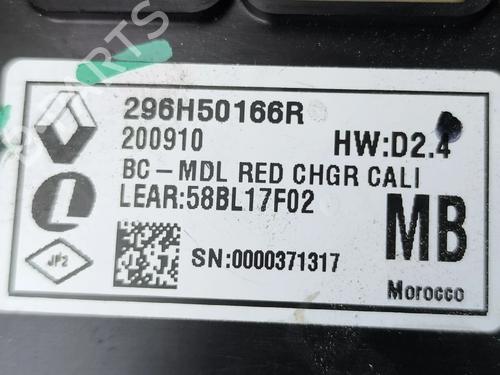 296H50166R
200910 HW:D2.4
BC-MDL RED CHGR CALI
LEAR:58BL17F02
MB
JF2
SN:0000371317
Morocco